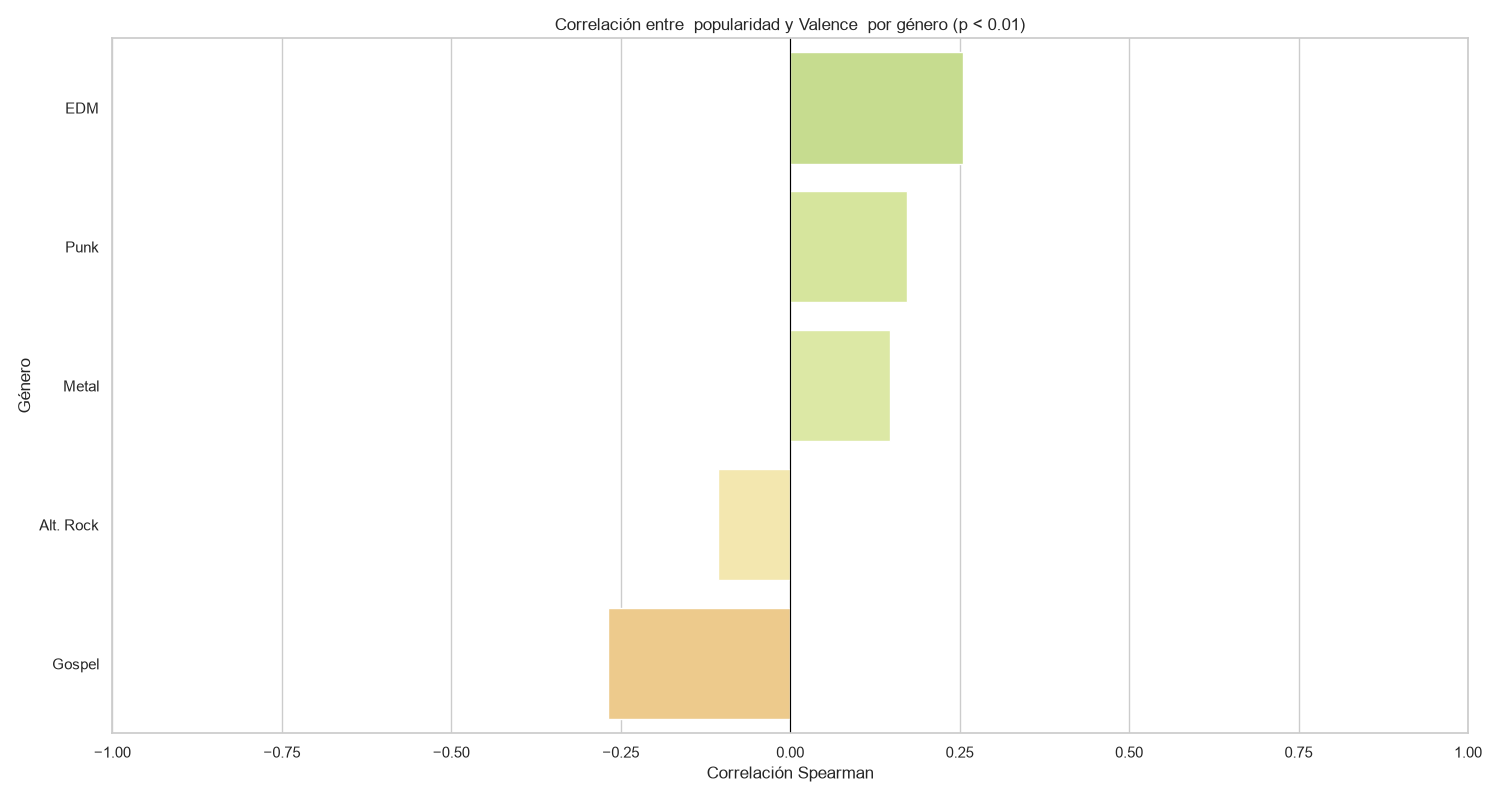 Correlación entre  popularidad y Valence  por género (p < 0.01)
Género
EDM
Punk
Metal
Alt. Rock
Gospel
−1.00 −0.75 −0.50 −0.25 0.00 0.25 0.50 0.75 1.00
Correlación Spearman